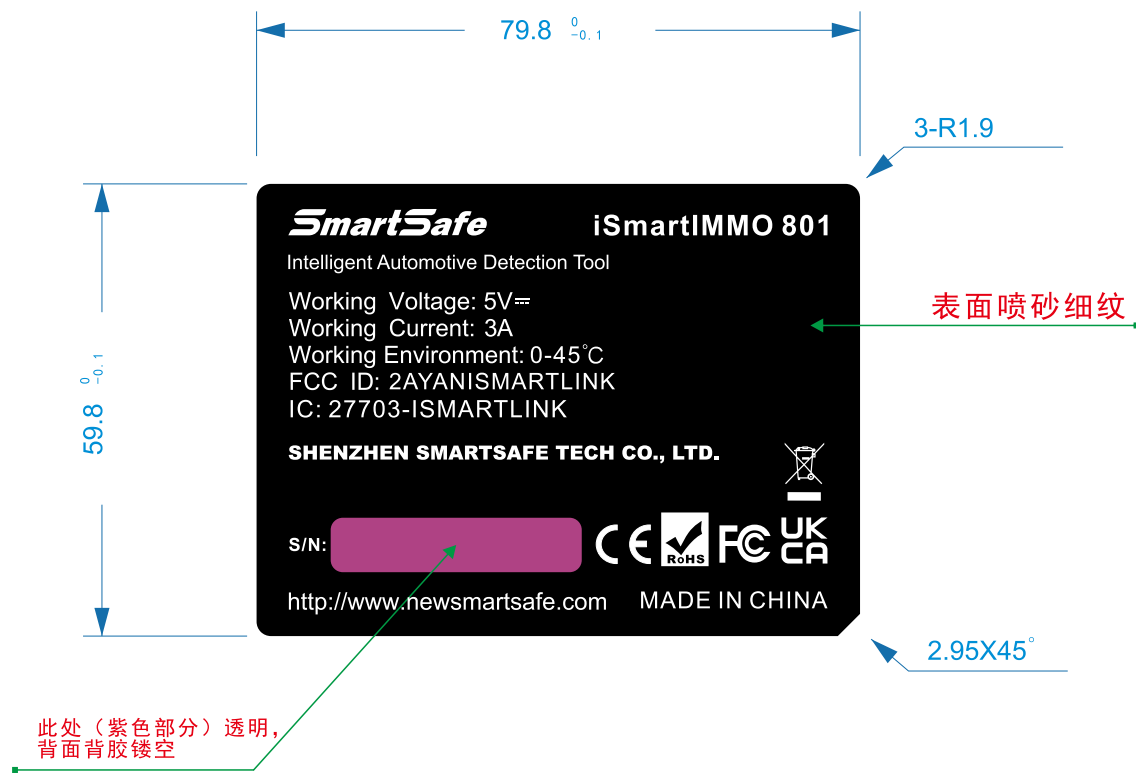 79.8 0 -0.1
3-R1.9
SmartSafe iSmartIMMO 801
Intelligent Automotive Detection Tool
Working Voltage: 5V⎓
表面喷砂细纹
Working Current: 3A
Working Environment: 0-45℃
FCC ID: 2AYANISMARTLINK
IC: 27703-ISMARTLINK
59.8 0 -0.1
SHENZHEN SMARTSAFE TECH CO., LTD.
S/N: CE RoHS FC UK CA
http://www.newsmartsafe.com MADE IN CHINA
2.95X45°
此处（紫色部分）透明，
背面背胶镂空